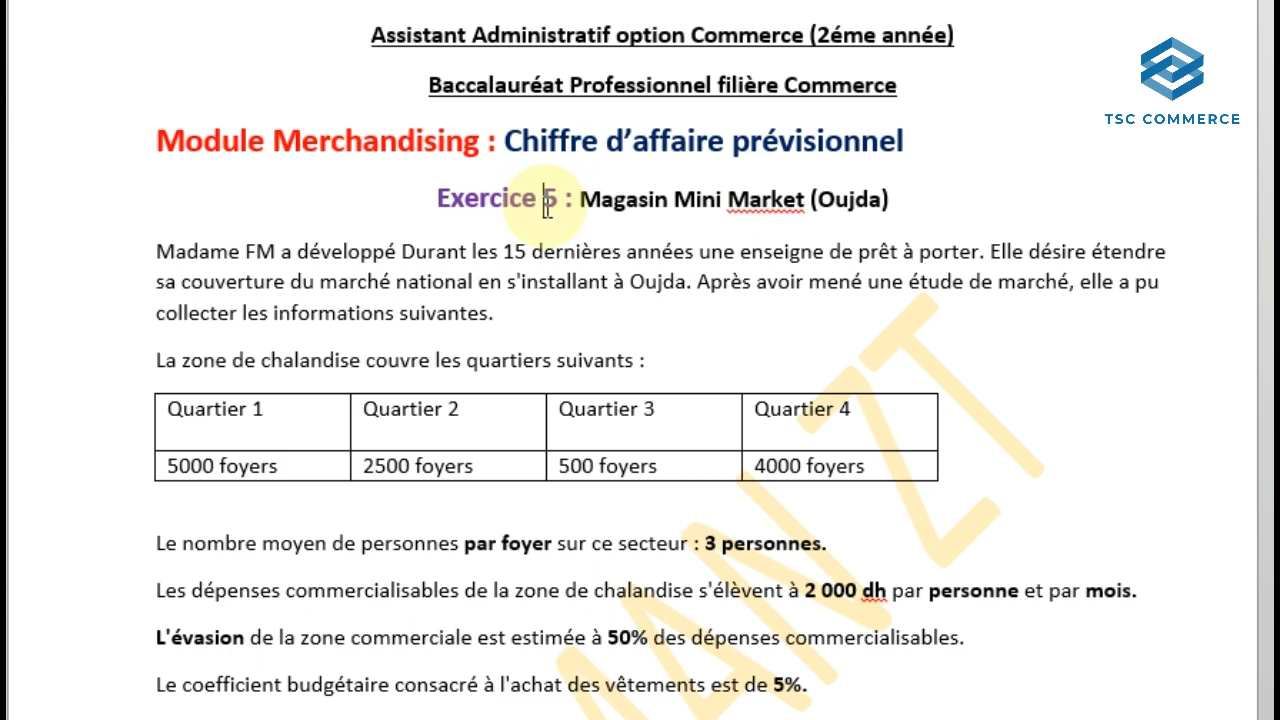 Assistant Administratif option Commerce (2éme année)
Baccalauréat Professionnel filière Commerce
TSC COMMERCE
Module Merchandising : Chiffre d’affaire prévisionnel
Exercice 5 : Magasin Mini Market (Oujda)
Madame FM a développé Durant les 15 dernières années une enseigne de prêt à porter. Elle désire étendre
sa couverture du marché national en s'installant à Oujda. Après avoir mené une étude de marché, elle a pu
collecter les informations suivantes.
La zone de chalandise couvre les quartiers suivants :
Quartier 1 Quartier 2 Quartier 3 Quartier 4
5000 foyers 2500 foyers 500 foyers 4000 foyers
Le nombre moyen de personnes par foyer sur ce secteur : 3 personnes.
Les dépenses commercialisables de la zone de chalandise s'élèvent à 2 000 dh par personne et par mois.
L'évasion de la zone commerciale est estimée à 50% des dépenses commercialisables.
Le coefficient budgétaire consacré à l'achat des vêtements est de 5%.